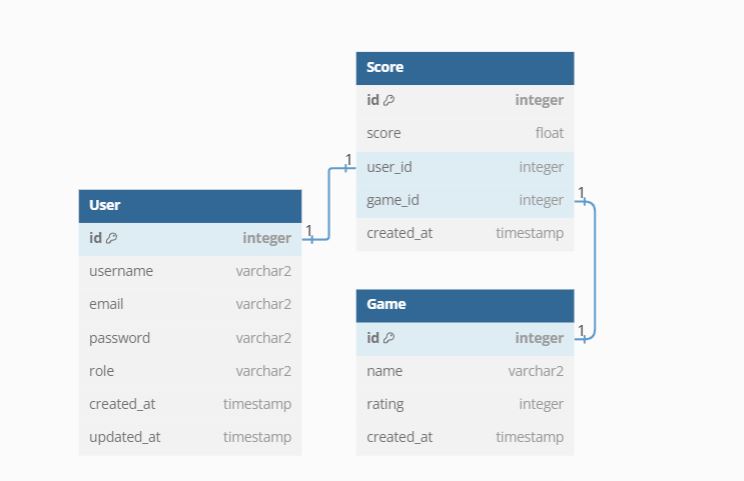 User
id integer
username varchar2
email varchar2
password varchar2
role varchar2
created_at timestamp
updated_at timestamp
1
1
Score
id integer
score float
user_id integer
game_id integer
created_at timestamp
1
1
Game
id integer
name varchar2
rating integer
created_at timestamp